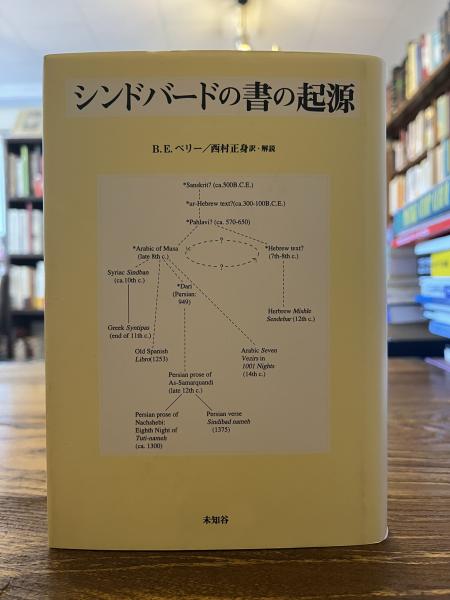 シンドバードの書の起源
B.E.ペリー/西村正身 訳・解説
*Sanskrit? (ca.500B.C.E.)
*ur-Hebrew text?(ca.300-100B.C.E.)
*Pahlavi? (ca. 570-650)
*Arabic of Musa
(late 8th c.)
?
?
*Hebrew text?
(7th-8th c.)
Syriac Sindban
(ca.10th c.)
*Dari
(Persian:
949)
Greek Syntipas
(end of 11th c.)
Herbrew Mishle
Sendebar (12th c.)
Old Spanish
Libro(1253)
Arabic Seven
Vezirs in
1001 Nights
(14th c.)
Persian prose of
As-Samarquandi
(late 12th c.)
Persian prose of
Nachshebi:
Eighth Night of
Tuti-nameh
(ca. 1300)
Persian verse
Sindibad nameh
(1375)
未知谷